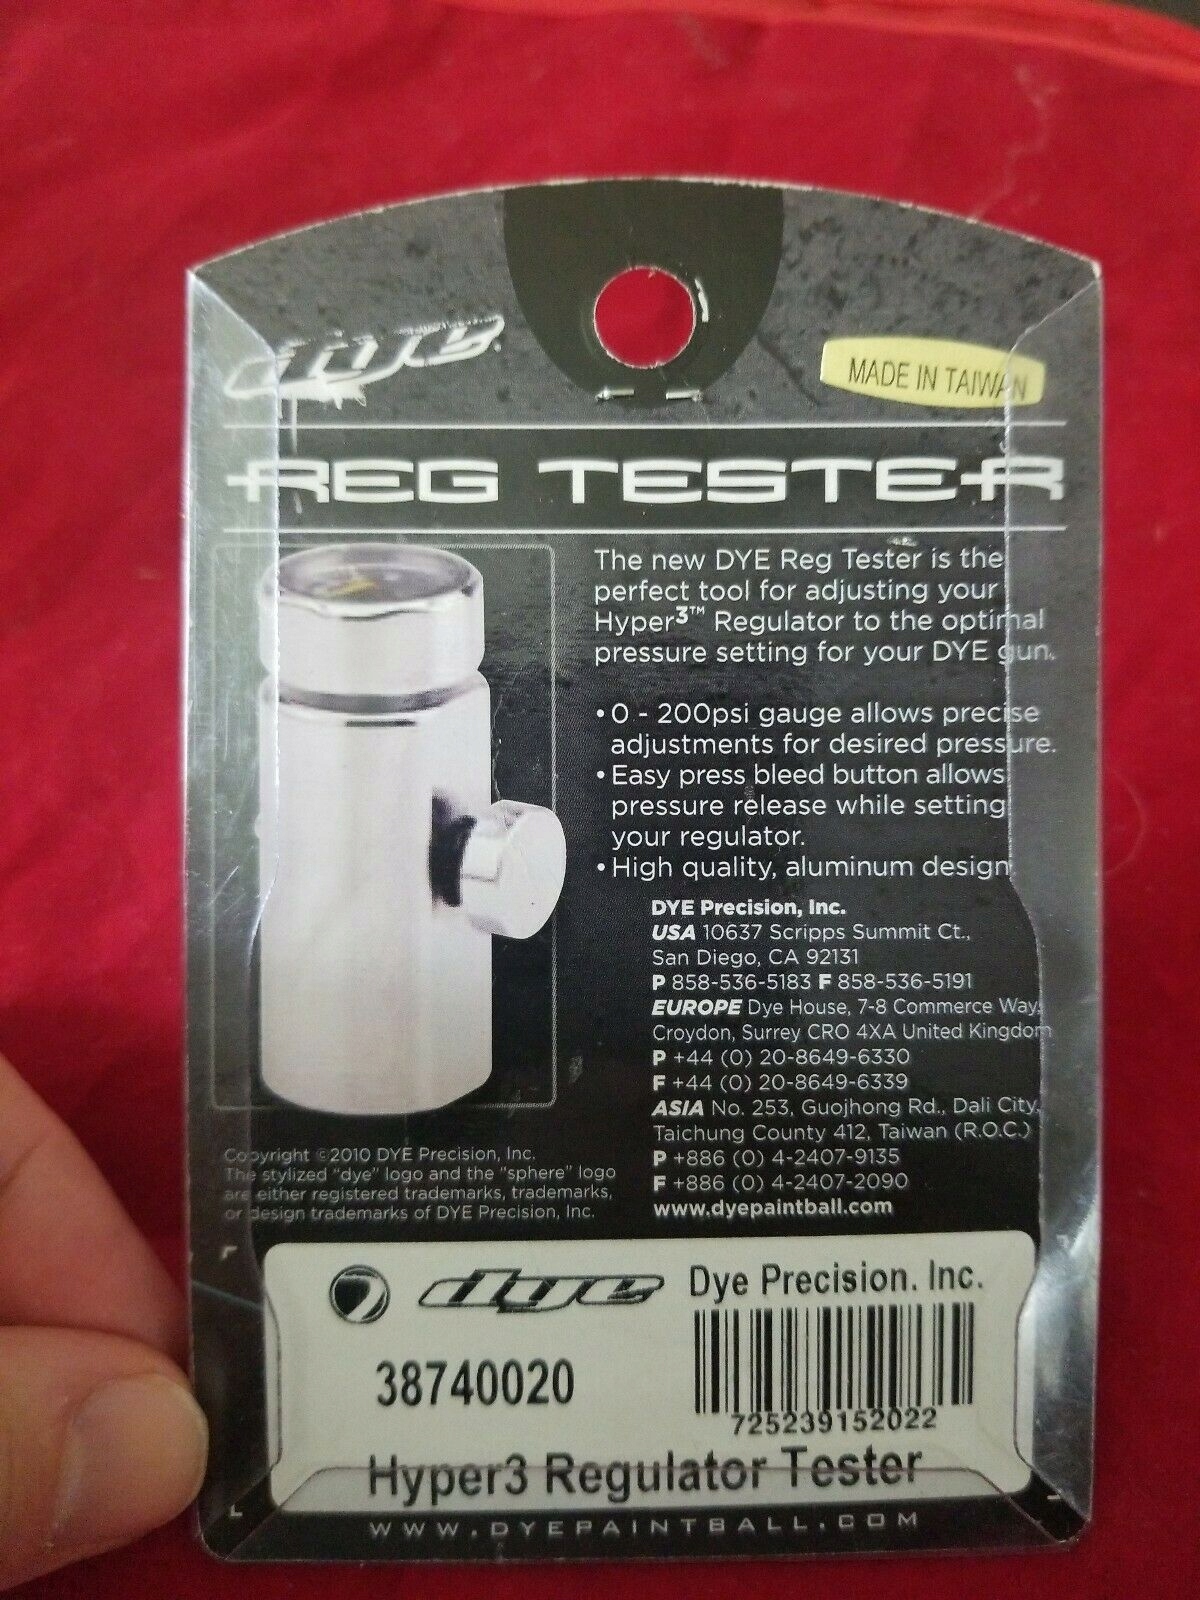 dye
MADE IN TAIWAN
REG TESTER
The new DYE Reg Tester is the
perfect tool for adjusting your
Hyper3™ Regulator to the optimal
pressure setting for your DYE gun.
• 0 - 200psi gauge allows precise
adjustments for desired pressure.
• Easy press bleed button allows
pressure release while setting
your regulator.
• High quality, aluminum design.
DYE Precision, Inc.
USA 10637 Scripps Summit Ct.,
San Diego, CA 92131
P 858-536-5183 F 858-536-5191
EUROPE Dye House, 7-8 Commerce Way,
Croydon, Surrey CRO 4XA United Kingdom
P +44 (0) 20-8649-6330
F +44 (0) 20-8649-6339
ASIA No. 253, Guojhong Rd., Dali City,
Taichung County 412, Taiwan (R.O.C.)
P +886 (0) 4-2407-9135
F +886 (0) 4-2407-2090
www.dyepaintball.com
Copyright ©2010 DYE Precision, Inc.
The stylized "dye" logo and the "sphere" logo
are either registered trademarks, trademarks,
or design trademarks of DYE Precision, Inc.
dye Dye Precision. Inc.
38740020
725239152022
Hyper3 Regulator Tester
WWW.DYEPAINTBALL.COM